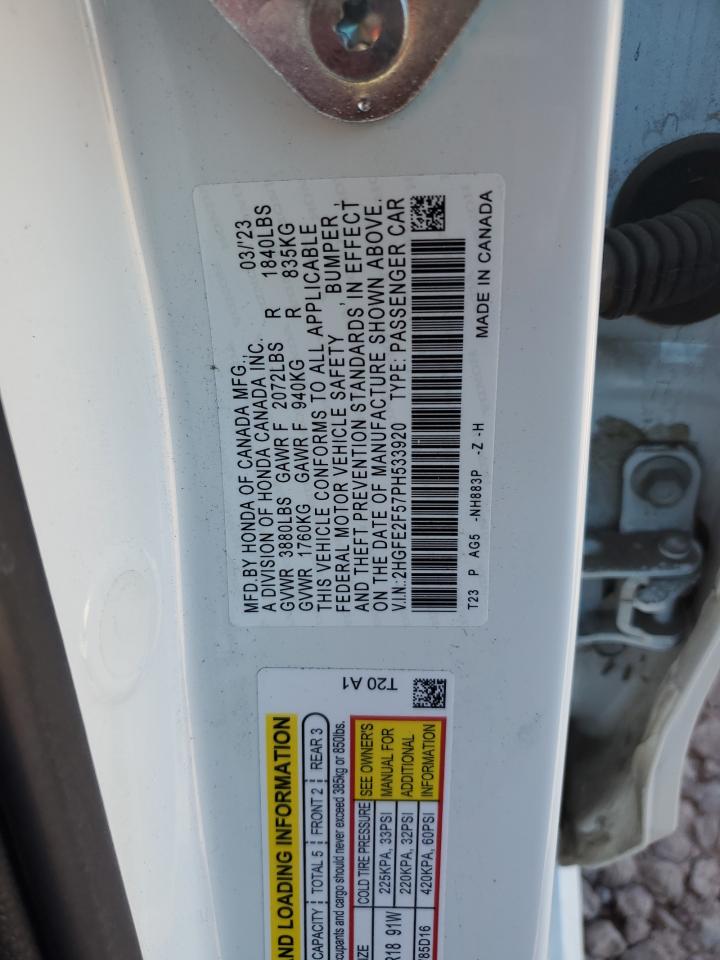 MFD.BY HONDA OF CANADA MFG., 03/'23
A DIVISION OF HONDA CANADA INC.
GVWR 3880LBS GAWR F 2072LBS R 1840LBS
GVWR 1760KG GAWR F 940KG R 835KG
THIS VEHICLE CONFORMS TO ALL APPLICABLE
FEDERAL MOTOR VEHICLE SAFETY , BUMPER ,
AND THEFT PREVENTION STANDARDS IN EFFECT
ON THE DATE OF MANUFACTURE SHOWN ABOVE.
V.I.N.:2HGFE2F57PH533920 TYPE: PASSENGER CAR
T23 P AG5 -NH883P -Z -H
MADE IN CANADA
AND LOADING INFORMATION
CAPACITY TOTAL 5 FRONT 2 REAR 3
cupants and cargo should never exceed 385kg or 850lbs.
IZE COLD TIRE PRESSURE SEE OWNER'S
225KPA, 33PSI MANUAL FOR
R18 91W 220KPA, 32PSI ADDITIONAL
85D16 420KPA, 60PSI INFORMATION
T20 A1